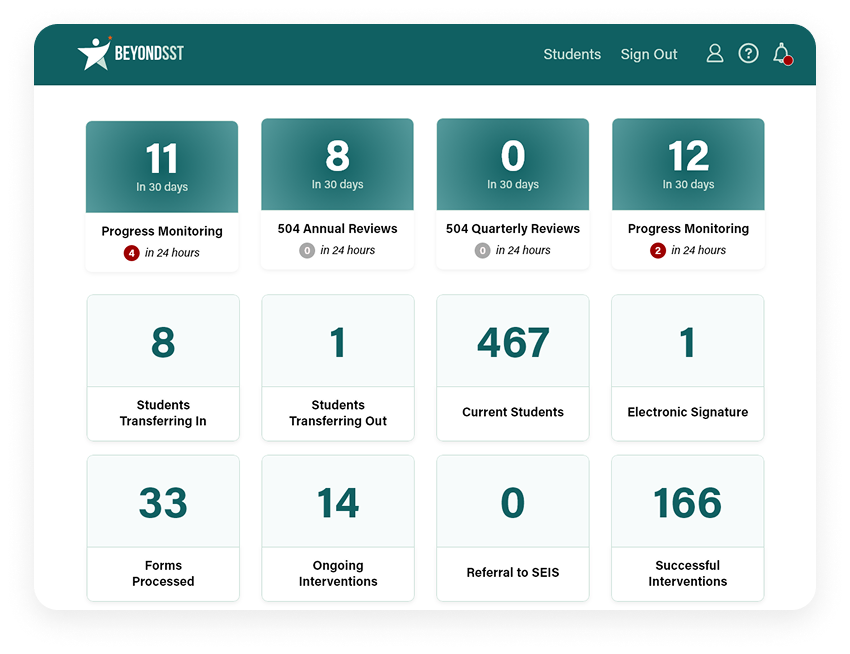 BEYONDSST
Students
Sign Out
?
11
In 30 days
Progress Monitoring
4 in 24 hours
8
In 30 days
504 Annual Reviews
0 in 24 hours
0
In 30 days
504 Quarterly Reviews
0 in 24 hours
12
In 30 days
Progress Monitoring
2 in 24 hours
8
Students
Transferring In
1
Students
Transferring Out
467
Current Students
1
Electronic Signature
33
Forms
Processed
14
Ongoing
Interventions
0
Referral to SEIS
166
Successful
Interventions